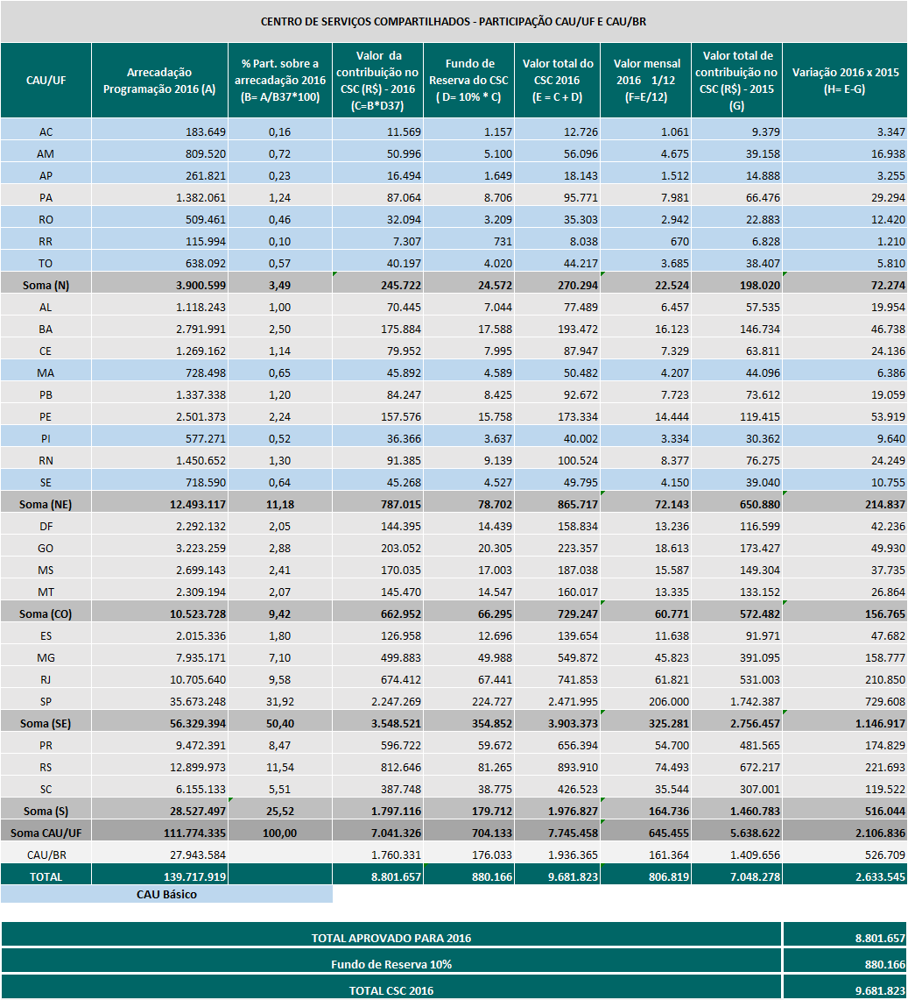 CENTRO DE SERVIÇOS COMPARTILHADOS - PARTICIPAÇÃO CAU/UF E CAU/BR
CAU/UF Arrecadação Programação 2016 (A) % Part. sobre a arrecadação 2016 (B= A/B37*100) Valor da contribuição no CSC (R$) - 2016 (C=B*D37) Fundo de Reserva do CSC ( D= 10% * C) Valor total do CSC 2016 (E = C + D) Valor mensal 2016 1/12 (F=E/12) Valor total de contribuição no CSC (R$) - 2015 (G) Variação 2016 x 2015 (H= E-G)
AC 183.649 0,16 11.569 1.157 12.726 1.061 9.379 3.347
AM 809.520 0,72 50.996 5.100 56.096 4.675 39.158 16.938
AP 261.821 0,23 16.494 1.649 18.143 1.512 14.888 3.255
PA 1.382.061 1,24 87.064 8.706 95.771 7.981 66.476 29.294
RO 509.461 0,46 32.094 3.209 35.303 2.942 22.883 12.420
RR 115.994 0,10 7.307 731 8.038 670 6.828 1.210
TO 638.092 0,57 40.197 4.020 44.217 3.685 38.407 5.810
Soma (N) 3.900.599 3,49 245.722 24.572 270.294 22.524 198.020 72.274
AL 1.118.243 1,00 70.445 7.044 77.489 6.457 57.535 19.954
BA 2.791.991 2,50 175.884 17.588 193.472 16.123 146.734 46.738
CE 1.269.162 1,14 79.952 7.995 87.947 7.329 63.811 24.136
MA 728.498 0,65 45.892 4.589 50.482 4.207 44.096 6.386
PB 1.337.338 1,20 84.247 8.425 92.672 7.723 73.612 19.059
PE 2.501.373 2,24 157.576 15.758 173.334 14.444 119.415 53.919
PI 577.271 0,52 36.366 3.637 40.002 3.334 30.362 9.640
RN 1.450.652 1,30 91.385 9.139 100.524 8.377 76.275 24.249
SE 718.590 0,64 45.268 4.527 49.795 4.150 39.040 10.755
Soma (NE) 12.493.117 11,18 787.015 78.702 865.717 72.143 650.880 214.837
DF 2.292.132 2,05 144.395 14.439 158.834 13.236 116.599 42.236
GO 3.223.259 2,88 203.052 20.305 223.357 18.613 173.427 49.930
MS 2.699.143 2,41 170.035 17.003 187.038 15.587 149.304 37.735
MT 2.309.194 2,07 145.470 14.547 160.017 13.335 133.152 26.864
Soma (CO) 10.523.728 9,42 662.952 66.295 729.247 60.771 572.482 156.765
ES 2.015.336 1,80 126.958 12.696 139.654 11.638 91.971 47.682
MG 7.935.171 7,10 499.883 49.988 549.872 45.823 391.095 158.777
RJ 10.705.640 9,58 674.412 67.441 741.853 61.821 531.003 210.850
SP 35.673.248 31,92 2.247.269 224.727 2.471.995 206.000 1.742.387 729.608
Soma (SE) 56.329.394 50,40 3.548.521 354.852 3.903.373 325.281 2.756.457 1.146.917
PR 9.472.391 8,47 596.722 59.672 656.394 54.700 481.565 174.829
RS 12.899.973 11,54 812.646 81.265 893.910 74.493 672.217 221.693
SC 6.155.133 5,51 387.748 38.775 426.523 35.544 307.001 119.522
Soma (S) 28.527.497 25,52 1.797.116 179.712 1.976.827 164.736 1.460.783 516.044
Soma CAU/UF 111.774.335 100,00 7.041.326 704.133 7.745.458 645.455 5.638.622 2.106.836
CAU/BR 27.943.584 1.760.331 176.033 1.936.365 161.364 1.409.656 526.709
TOTAL 139.717.919 8.801.657 880.166 9.681.823 806.819 7.048.278 2.633.545
CAU Básico
TOTAL APROVADO PARA 2016 8.801.657
Fundo de Reserva 10% 880.166
TOTAL CSC 2016 9.681.823